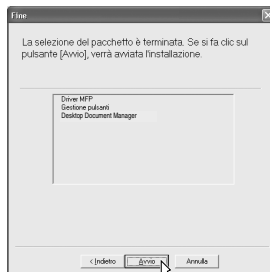 Fine
La selezione del pacchetto è terminata. Se si fa clic sul
pulsante [Avvio], verrà avviata l'installazione.
Driver MFP
Gestione pulsanti
Desktop Document Manager
< Indietro
Avvio
Annulla